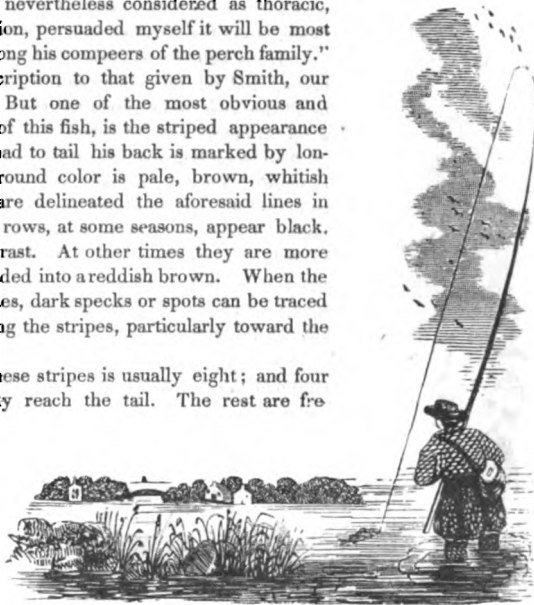 nevertheless considered as thoracic,
ion, persuaded myself it will be most
ong his compeers of the perch family."
cription to that given by Smith, our
But one of the most obvious and
of this fish, is the striped appearance
ead to tail his back is marked by lon-
round color is pale, brown, whitish
are delineated the aforesaid lines in
rows, at some seasons, appear black.
rast. At other times they are more
ded into a reddish brown. When the
es, dark specks or spots can be traced
ng the stripes, particularly toward the
ese stripes is usually eight; and four
y reach the tail. The rest are fre-